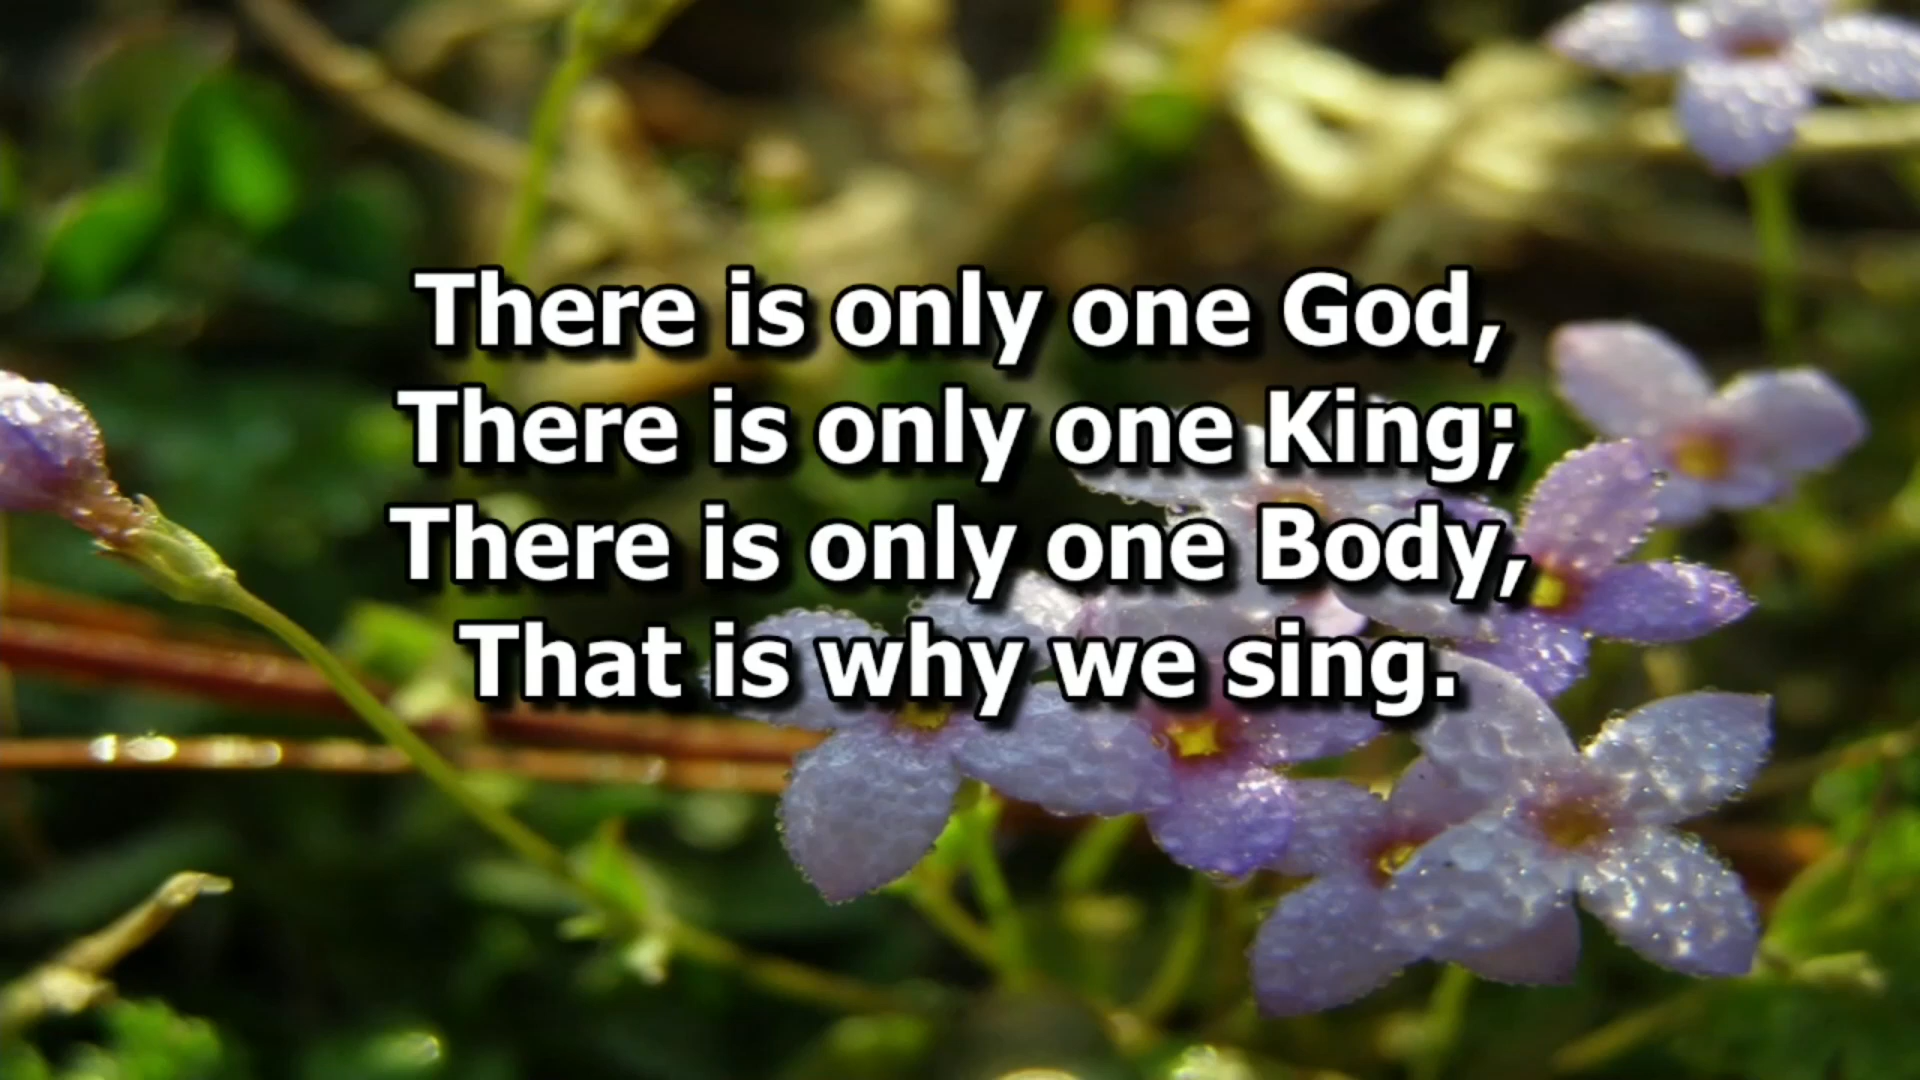 There is only one God,
There is only one King;
There is only one Body,
That is why we sing.